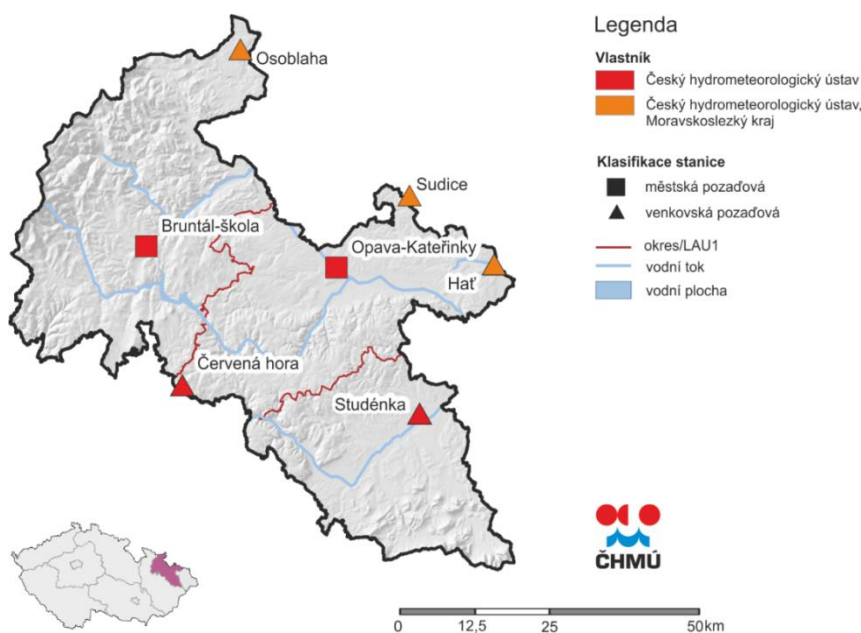 Osoblaha
Sudice
Bruntál-škola
Opava-Kateřinky
Hať
Červená hora
Studénka
Legenda
Vlastník
Český hydrometeorologický ústav
Český hydrometeorologický ústav,
Moravskoslezký kraj
Klasifikace stanice
městská pozaďová
venkovská pozaďová
okres/LAU1
vodní tok
vodní plocha
ČHMÚ
0 12,5 25 50km